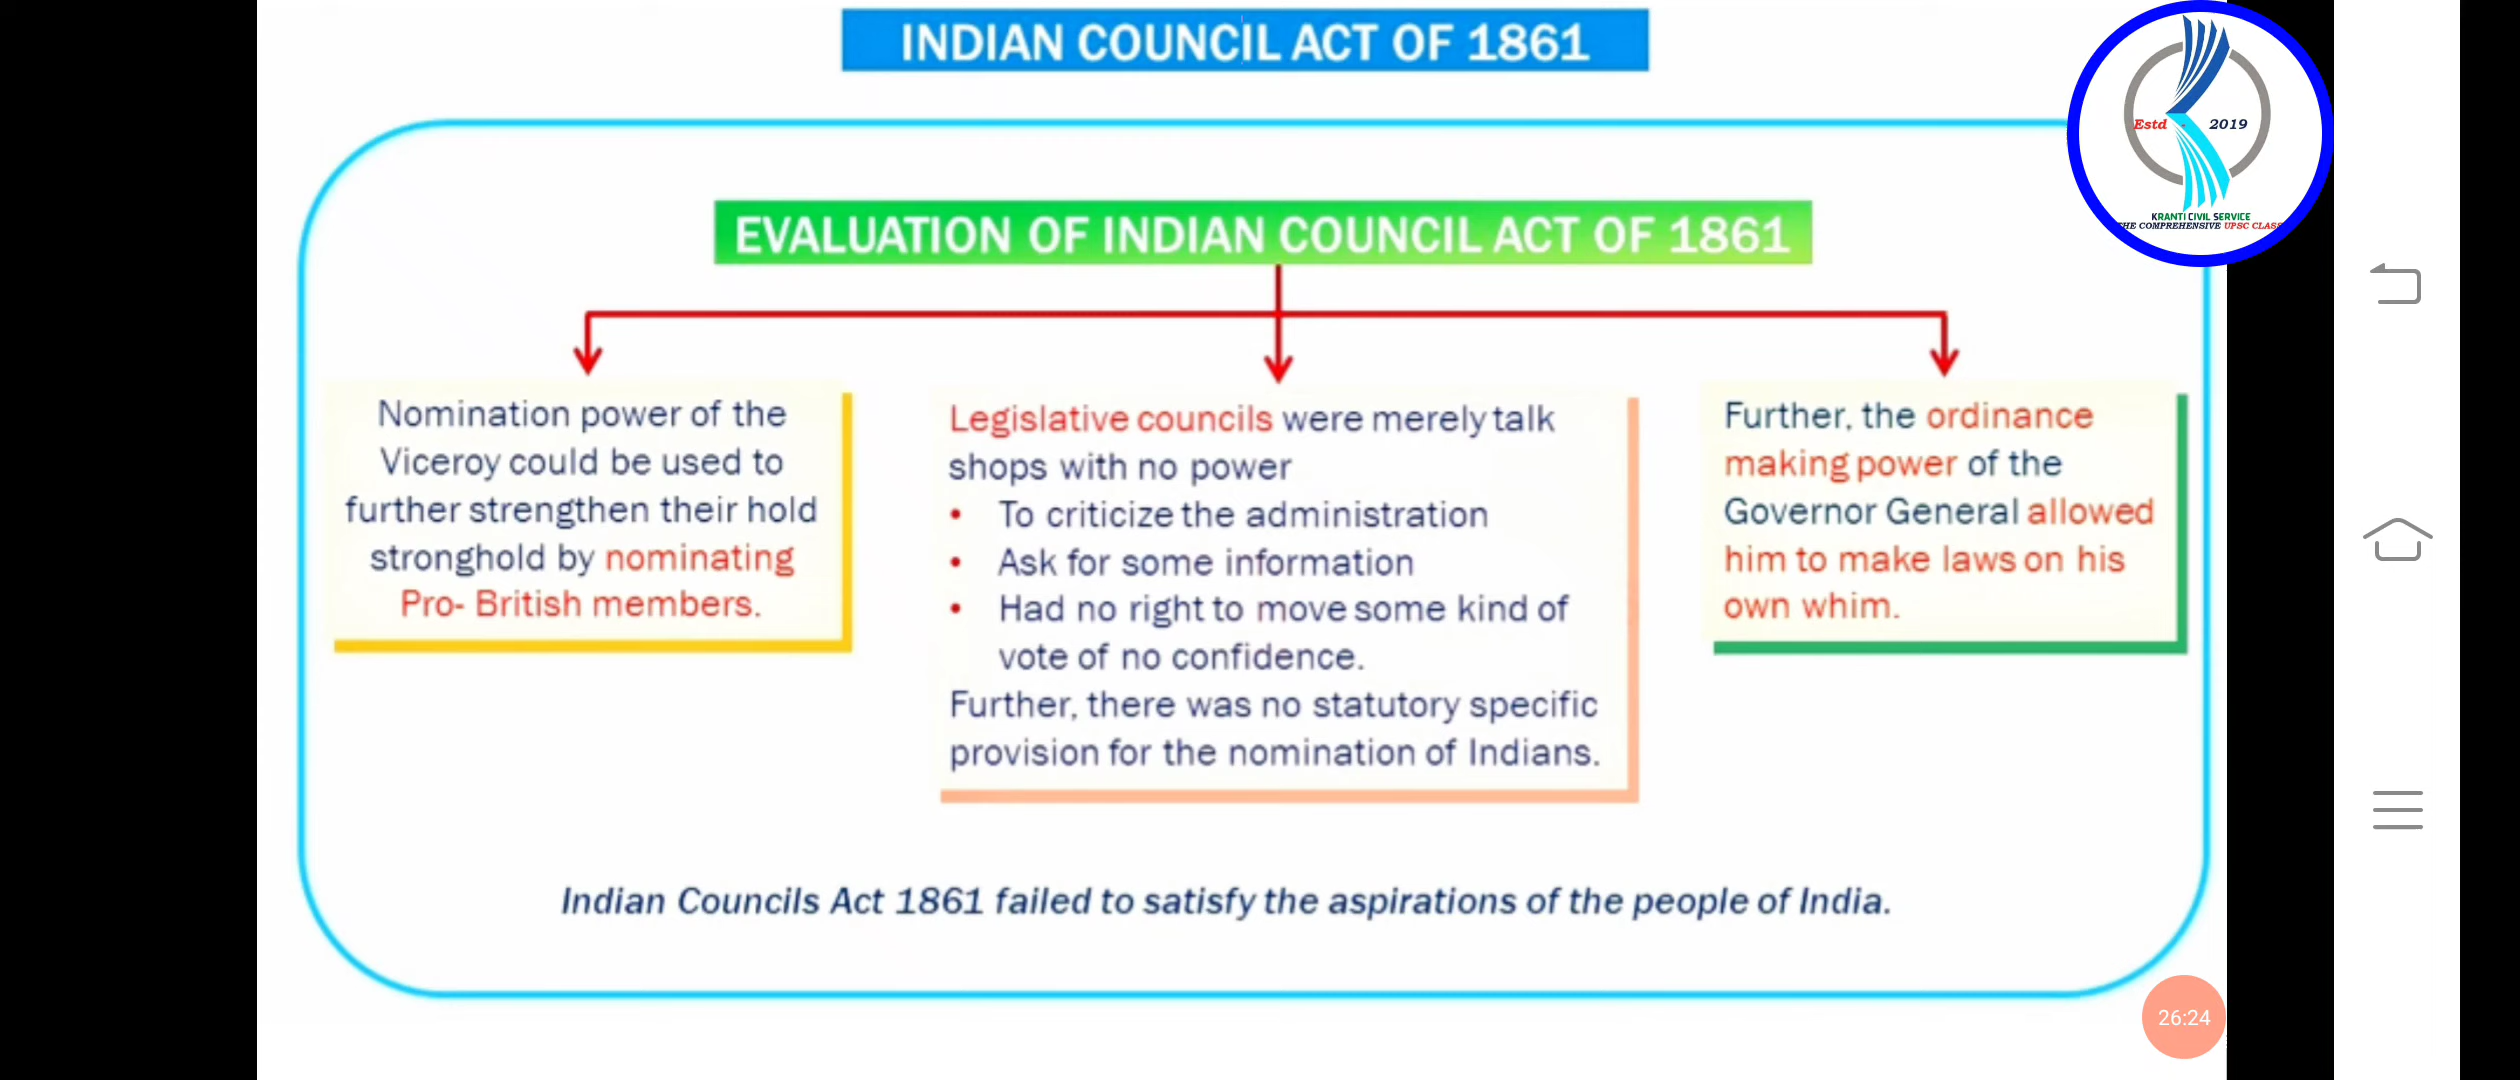 INDIAN COUNCIL ACT OF 1861
Estd - 2019
KRANTI CIVIL SERVICE
THE COMPREHENSIVE UPSC CLASS
EVALUATION OF INDIAN COUNCIL ACT OF 1861
Nomination power of the
Viceroy could be used to
further strengthen their hold
stronghold by nominating
Pro- British members.
Legislative councils were merely talk
shops with no power
• To criticize the administration
• Ask for some information
• Had no right to move some kind of
vote of no confidence.
Further, there was no statutory specific
provision for the nomination of Indians.
Further, the ordinance
making power of the
Governor General allowed
him to make laws on his
own whim.
Indian Councils Act 1861 failed to satisfy the aspirations of the people of India.
26:24